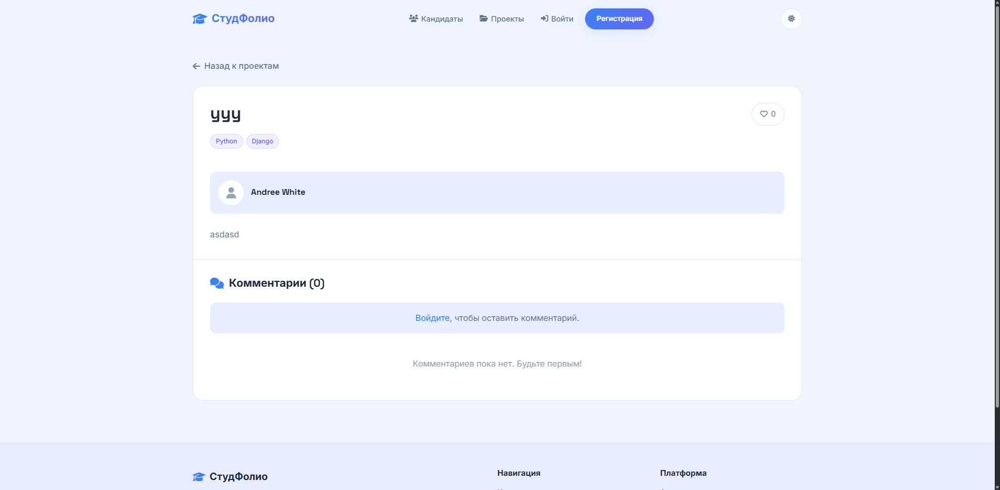 СтудФолио
Кандидаты
Проекты
Войти
Регистрация
Назад к проектам
ууу
0
Python
Django
Andree White
asdasd
Комментарии (0)
Войдите, чтобы оставить комментарий.
Комментариев пока нет. Будьте первым!
СтудФолио
Навигация
Платформа